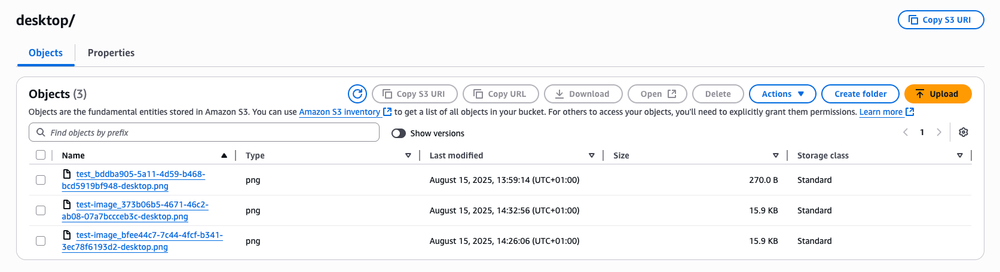 desktop/
Copy S3 URI
Objects
Properties
Objects (3)
Copy S3 URI
Copy URL
Download
Open
Delete
Actions
Create folder
Upload
Objects are the fundamental entities stored in Amazon S3. You can use Amazon S3 inventory to get a list of all objects in your bucket. For others to access your objects, you'll need to explicitly grant them permissions. Learn more
Find objects by prefix
Show versions
1
Name Type Last modified Size Storage class
test_bddba905-5a11-4d59-b468-
bcd5919bf948-desktop.png
png August 15, 2025, 13:59:14 (UTC+01:00) 270.0 B Standard
test-image_373b06b5-4671-46c2-
ab08-07a7bccceb3c-desktop.png
png August 15, 2025, 14:32:56 (UTC+01:00) 15.9 KB Standard
test-image_bfee44c7-7c44-4fcf-b341-
3ec78f6193d2-desktop.png
png August 15, 2025, 14:26:06 (UTC+01:00) 15.9 KB Standard